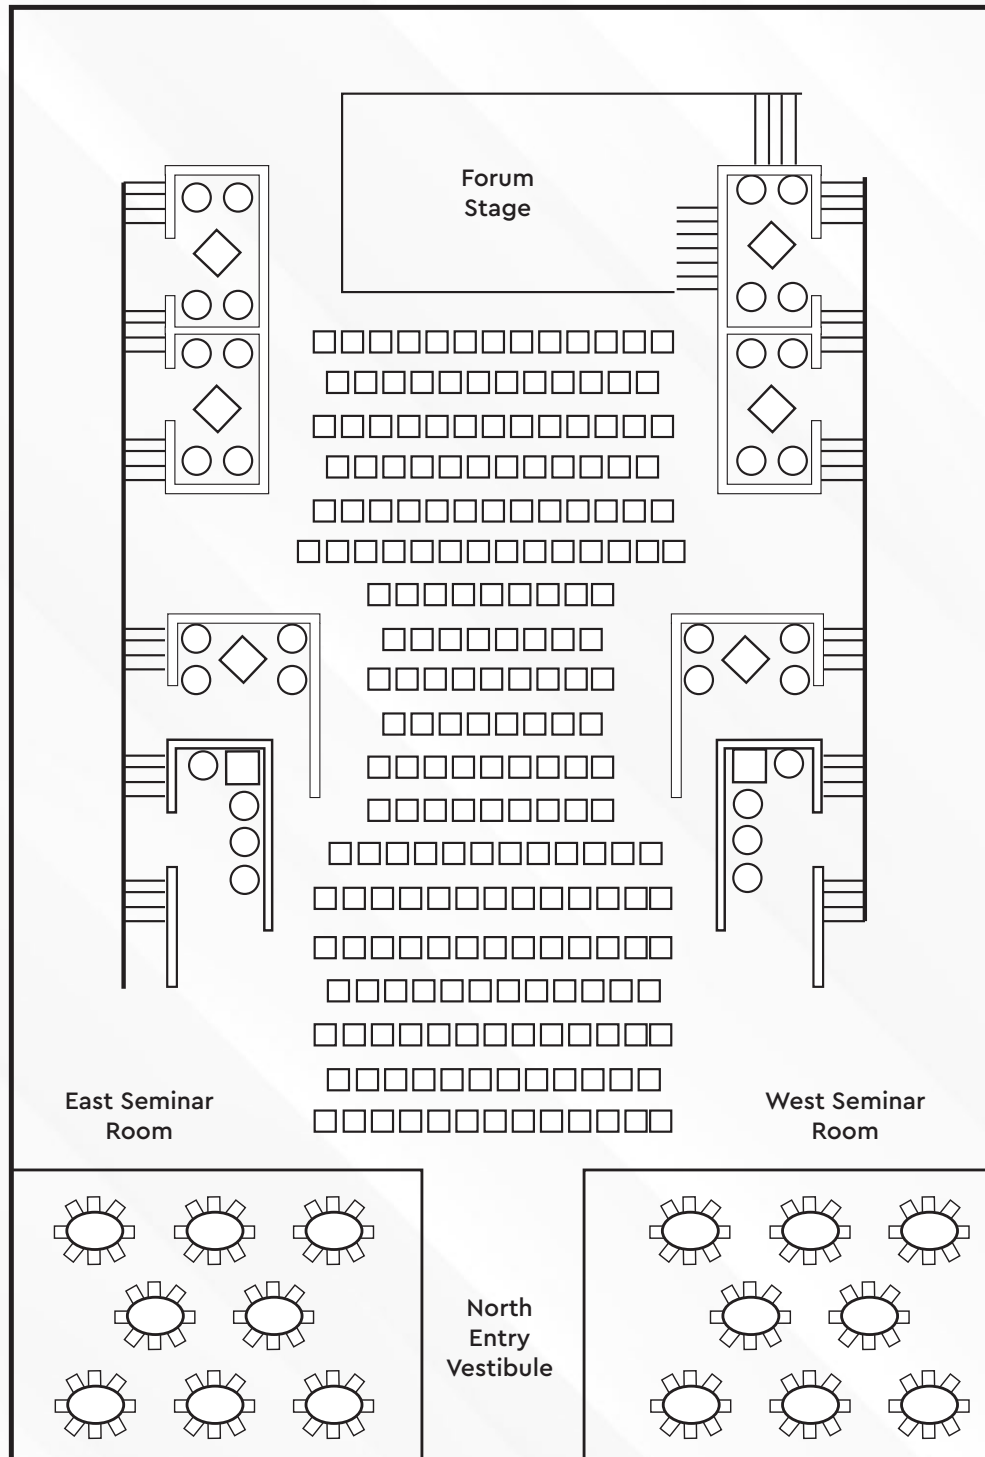 Forum
Stage
East Seminar
Room
West Seminar
Room
North
Entry
Vestibule